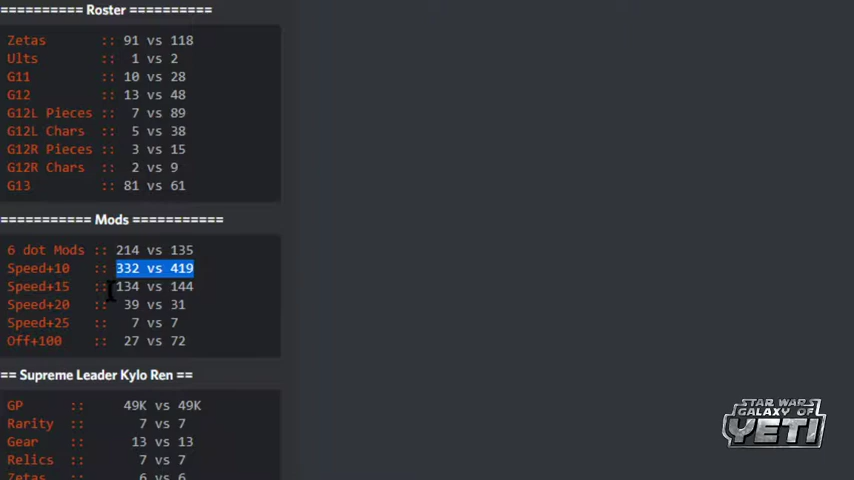 ========== Roster ==========
Zetas :: 91 vs 118
Ults :: 1 vs 2
G11 :: 10 vs 28
G12 :: 13 vs 48
G12L Pieces :: 7 vs 89
G12L Chars :: 5 vs 38
G12R Pieces :: 3 vs 15
G12R Chars :: 2 vs 9
G13 :: 81 vs 61
=========== Mods ===========
6 dot Mods :: 214 vs 135
Speed+10 :: 332 vs 419
Speed+15 :: 134 vs 144
Speed+20 :: 39 vs 31
Speed+25 :: 7 vs 7
Off+100 :: 27 vs 72
== Supreme Leader Kylo Ren ==
GP :: 49K vs 49K
Rarity :: 7 vs 7
Gear :: 13 vs 13
Relics :: 7 vs 7
Zetas :: 6 vs 6
STAR WARS
GALAXY OF
YETI